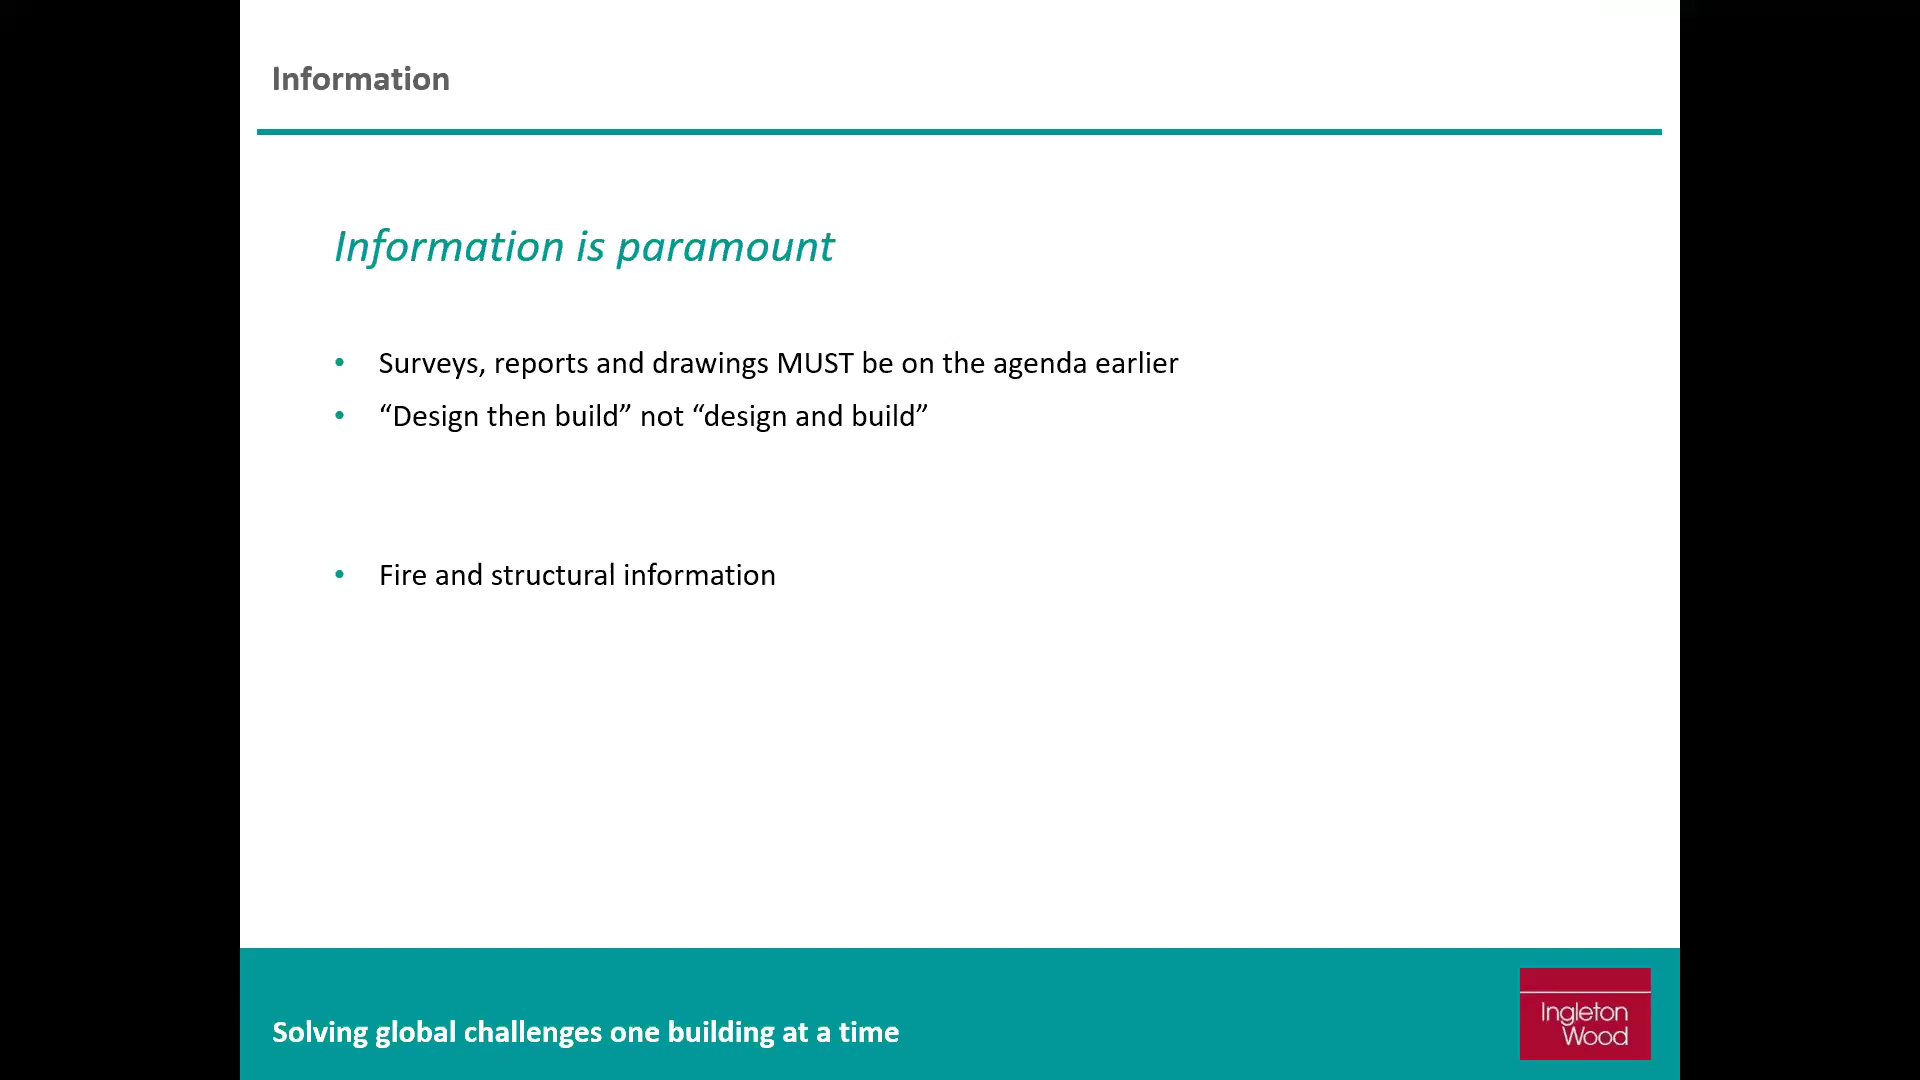 Information
Information is paramount
• Surveys, reports and drawings MUST be on the agenda earlier
• “Design then build” not “design and build”
• Fire and structural information
Solving global challenges one building at a time
Ingleton
Wood